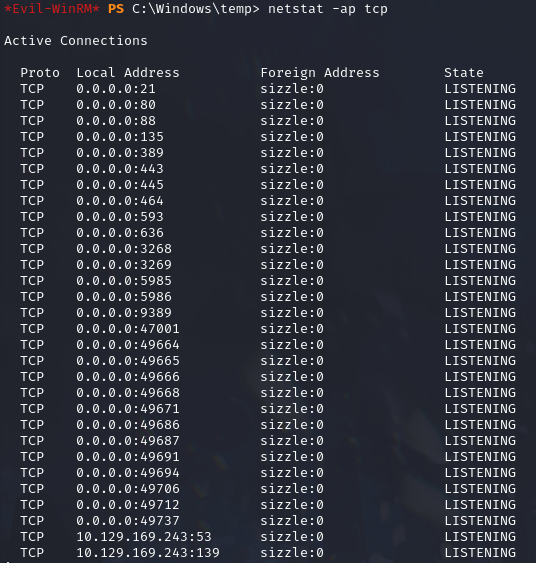 *Evil-WinRM* PS C:\Windows\temp> netstat -ap tcp
Active Connections
Proto Local Address Foreign Address State
TCP 0.0.0.0:21 sizzle:0 LISTENING
TCP 0.0.0.0:80 sizzle:0 LISTENING
TCP 0.0.0.0:88 sizzle:0 LISTENING
TCP 0.0.0.0:135 sizzle:0 LISTENING
TCP 0.0.0.0:389 sizzle:0 LISTENING
TCP 0.0.0.0:443 sizzle:0 LISTENING
TCP 0.0.0.0:445 sizzle:0 LISTENING
TCP 0.0.0.0:464 sizzle:0 LISTENING
TCP 0.0.0.0:593 sizzle:0 LISTENING
TCP 0.0.0.0:636 sizzle:0 LISTENING
TCP 0.0.0.0:3268 sizzle:0 LISTENING
TCP 0.0.0.0:3269 sizzle:0 LISTENING
TCP 0.0.0.0:5985 sizzle:0 LISTENING
TCP 0.0.0.0:5986 sizzle:0 LISTENING
TCP 0.0.0.0:9389 sizzle:0 LISTENING
TCP 0.0.0.0:47001 sizzle:0 LISTENING
TCP 0.0.0.0:49664 sizzle:0 LISTENING
TCP 0.0.0.0:49665 sizzle:0 LISTENING
TCP 0.0.0.0:49666 sizzle:0 LISTENING
TCP 0.0.0.0:49668 sizzle:0 LISTENING
TCP 0.0.0.0:49671 sizzle:0 LISTENING
TCP 0.0.0.0:49686 sizzle:0 LISTENING
TCP 0.0.0.0:49687 sizzle:0 LISTENING
TCP 0.0.0.0:49691 sizzle:0 LISTENING
TCP 0.0.0.0:49694 sizzle:0 LISTENING
TCP 0.0.0.0:49706 sizzle:0 LISTENING
TCP 0.0.0.0:49712 sizzle:0 LISTENING
TCP 0.0.0.0:49737 sizzle:0 LISTENING
TCP 10.129.169.243:53 sizzle:0 LISTENING
TCP 10.129.169.243:139 sizzle:0 LISTENING